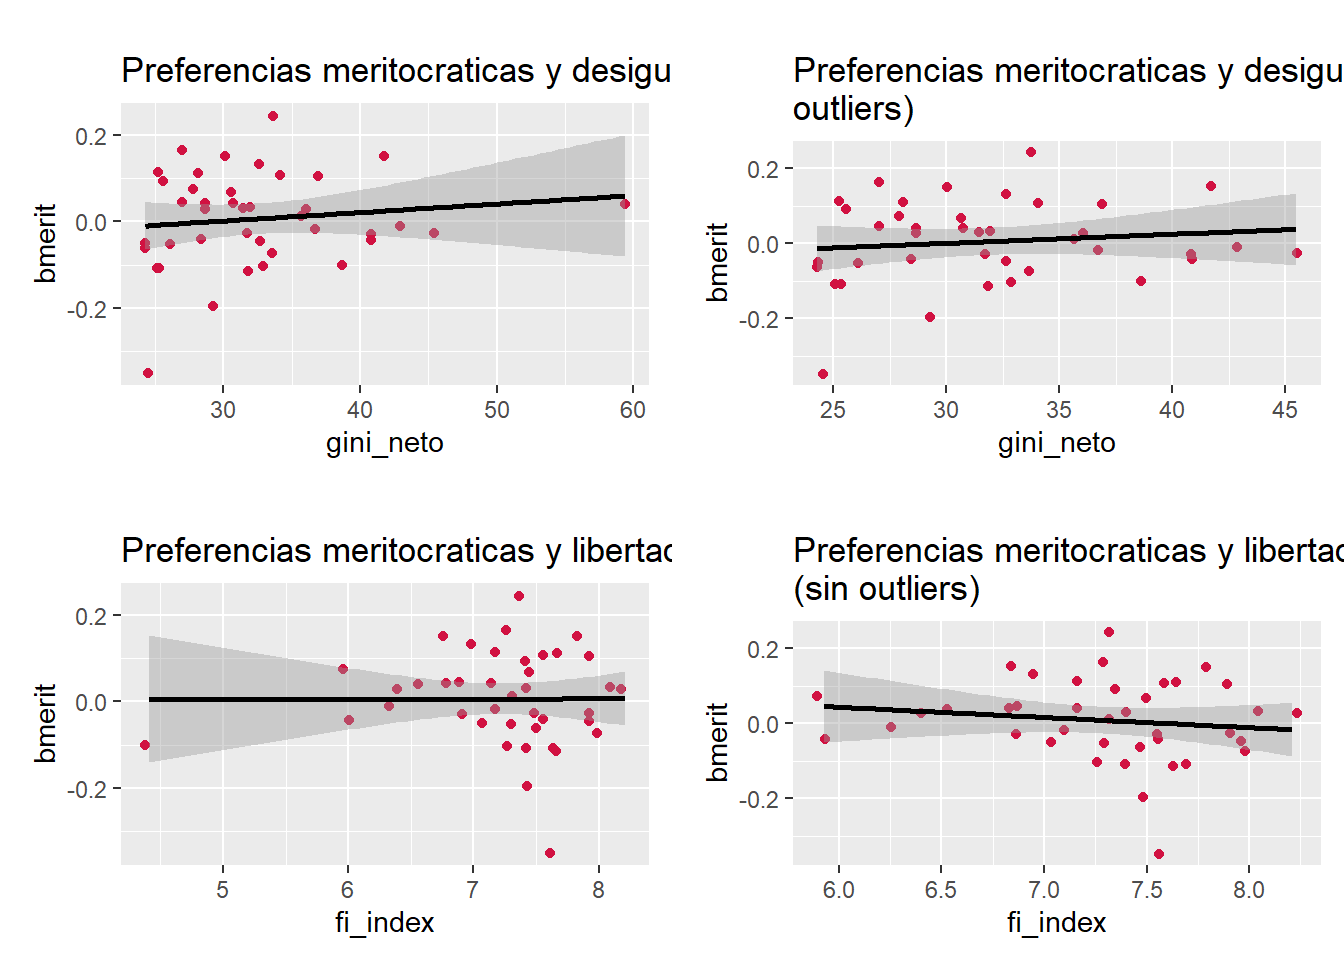 Preferencias meritocraticas y desigu
0.2
0.0
-0.2
bmerit
30 40 50 60
gini_neto
Preferencias meritocraticas y desigu
outliers)
0.2
0.0
-0.2
bmerit
25 30 35 40 45
gini_neto
Preferencias meritocraticas y libertad
0.2
0.0
-0.2
bmerit
5 6 7 8
fi_index
Preferencias meritocraticas y libertad
(sin outliers)
0.2
0.0
-0.2
bmerit
6.0 6.5 7.0 7.5 8.0
fi_index